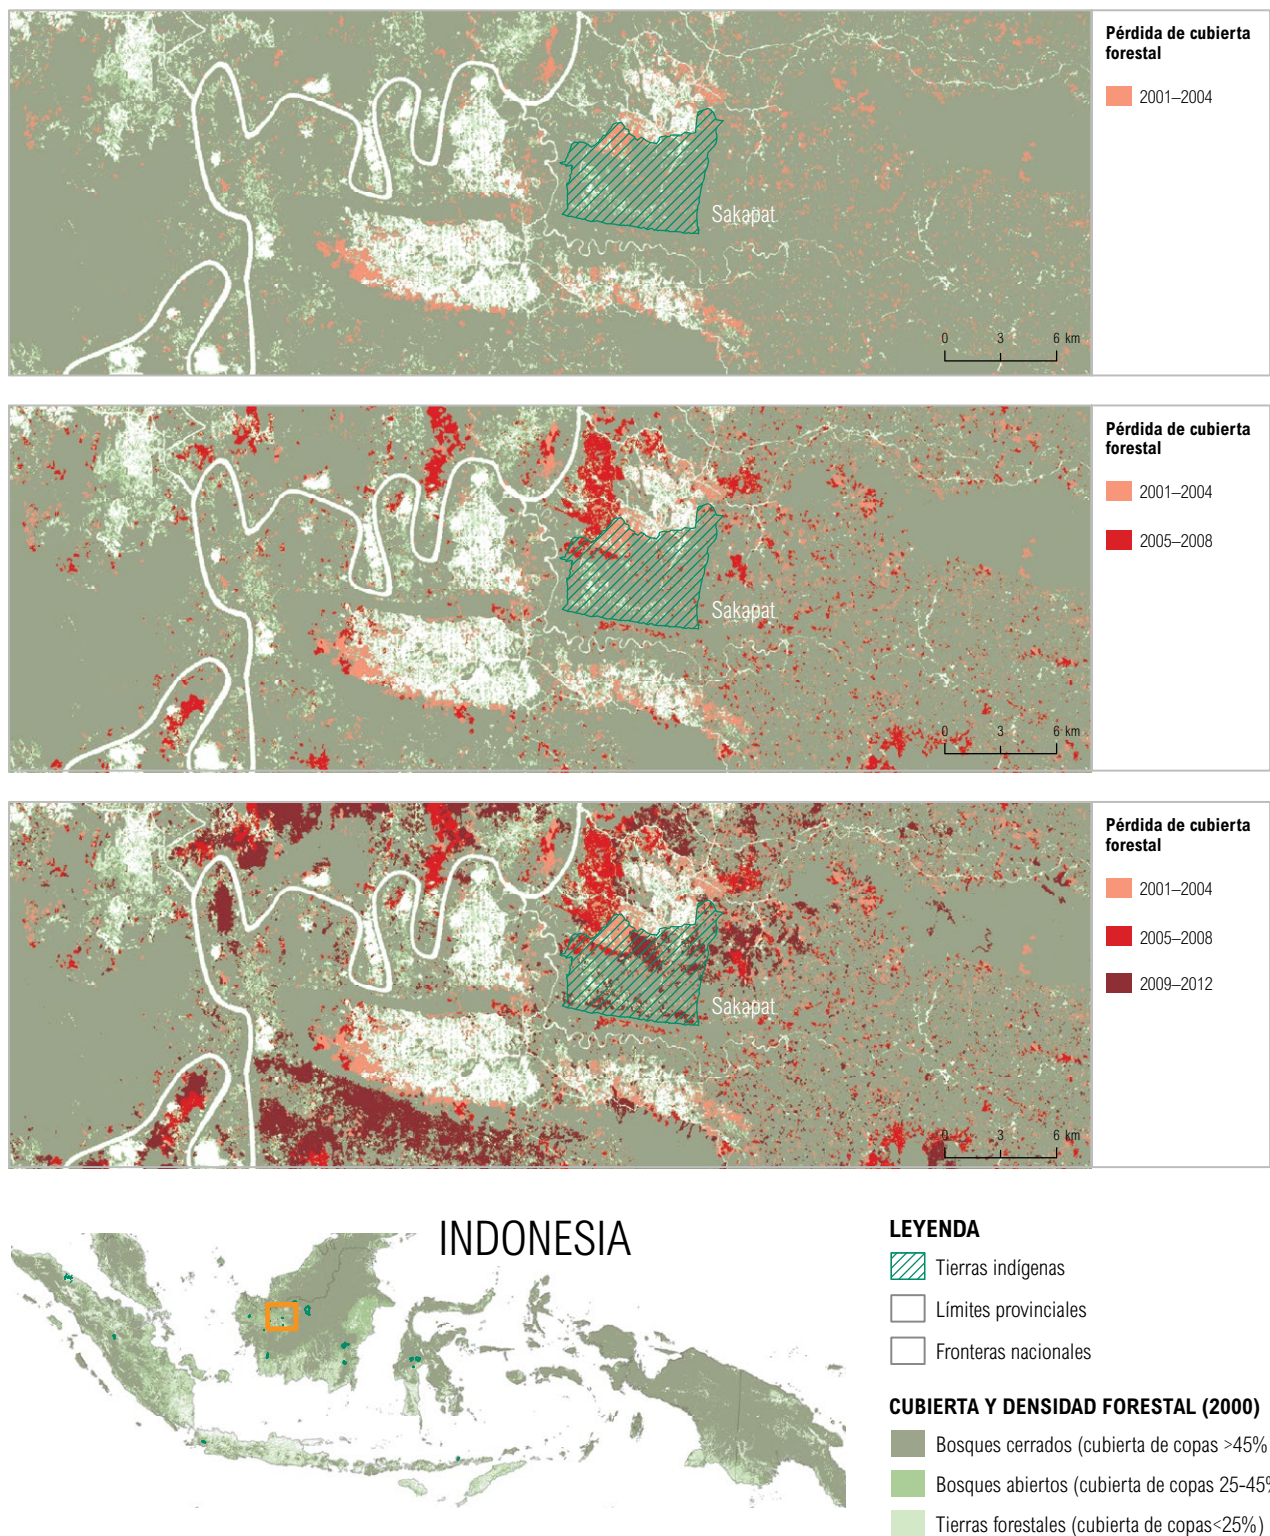 Pérdida de cubierta
forestal
2001–2004
Sakapat
0 3 6 km
Pérdida de cubierta
forestal
2001–2004
2005–2008
Sakapat
0 3 6 km
Pérdida de cubierta
forestal
2001–2004
2005–2008
2009–2012
Sakapat
0 3 6 km
INDONESIA
LEYENDA
Tierras indígenas
Límites provinciales
Fronteras nacionales
CUBIERTA Y DENSIDAD FORESTAL (2000)
Bosques cerrados (cubierta de copas >45%
Bosques abiertos (cubierta de copas 25-45%
Tierras forestales (cubierta de copas<25%)